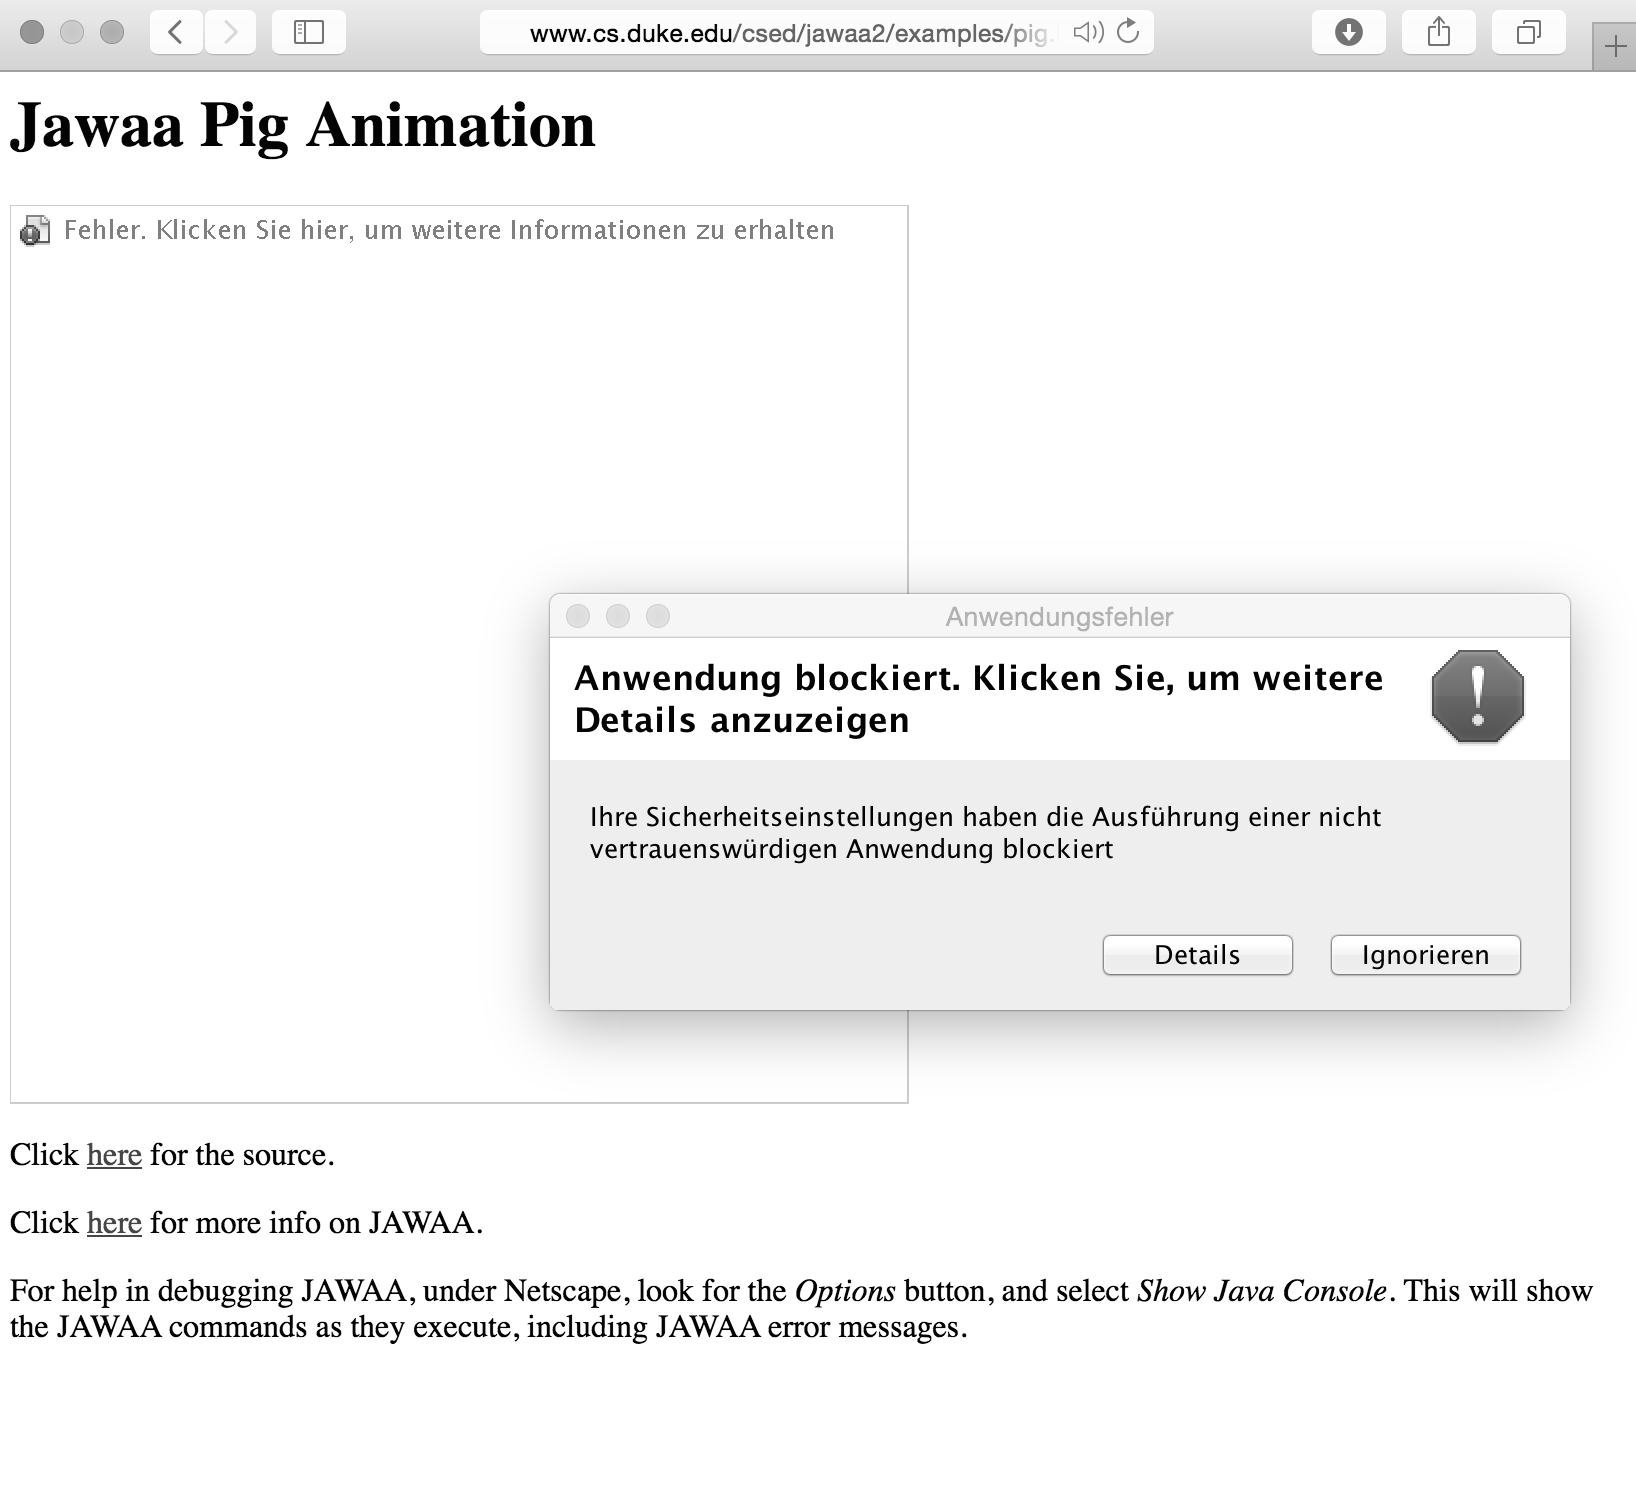 www.cs.duke.edu/csed/jawaa2/examples/pig.
Jawaa Pig Animation
Fehler. Klicken Sie hier, um weitere Informationen zu erhalten
Anwendungsfehler
Anwendung blockiert. Klicken Sie, um weitere
Details anzuzeigen
Ihre Sicherheitseinstellungen haben die Ausführung einer nicht
vertrauenswürdigen Anwendung blockiert
Details Ignorieren
Click here for the source.
Click here for more info on JAWAA.
For help in debugging JAWAA, under Netscape, look for the Options button, and select Show Java Console. This will show
the JAWAA commands as they execute, including JAWAA error messages.